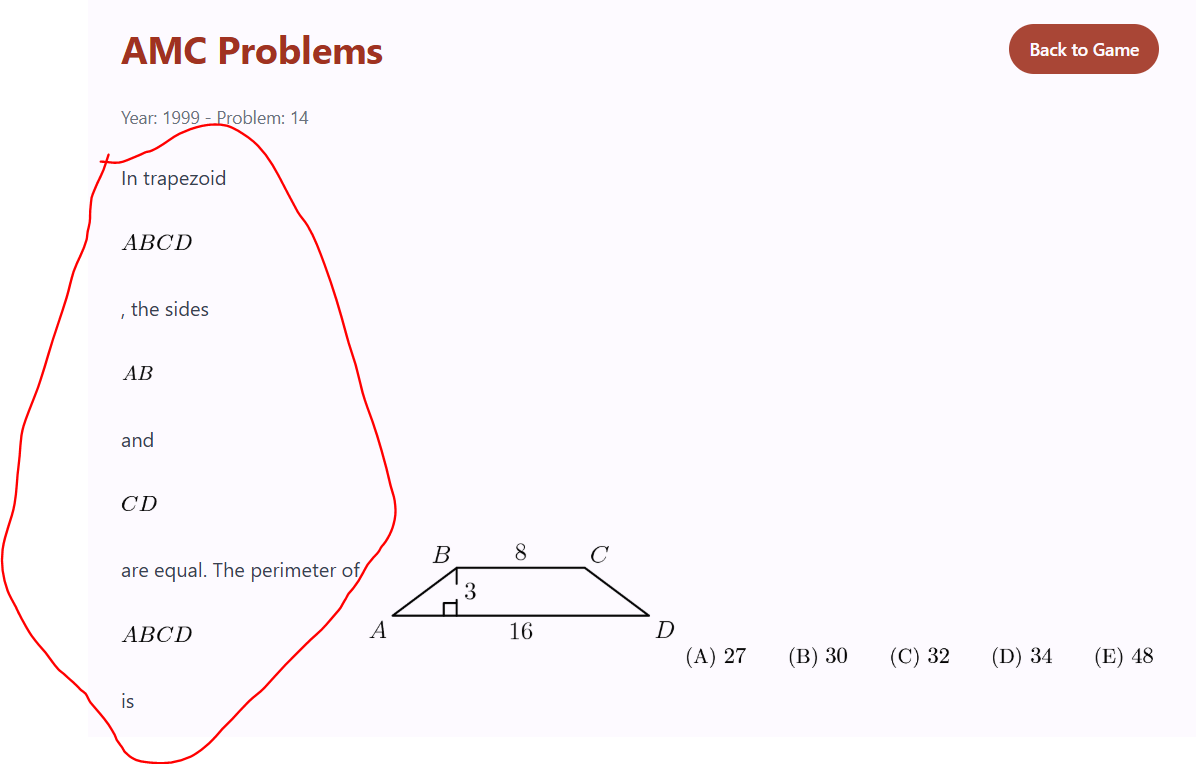 AMC Problems
Back to Game
Year: 1999 - Problem: 14
In trapezoid
ABCD
, the sides
AB
and
CD
are equal. The perimeter of
ABCD
is
B 8 C
3
A 16 D
(A) 27 (B) 30 (C) 32 (D) 34 (E) 48